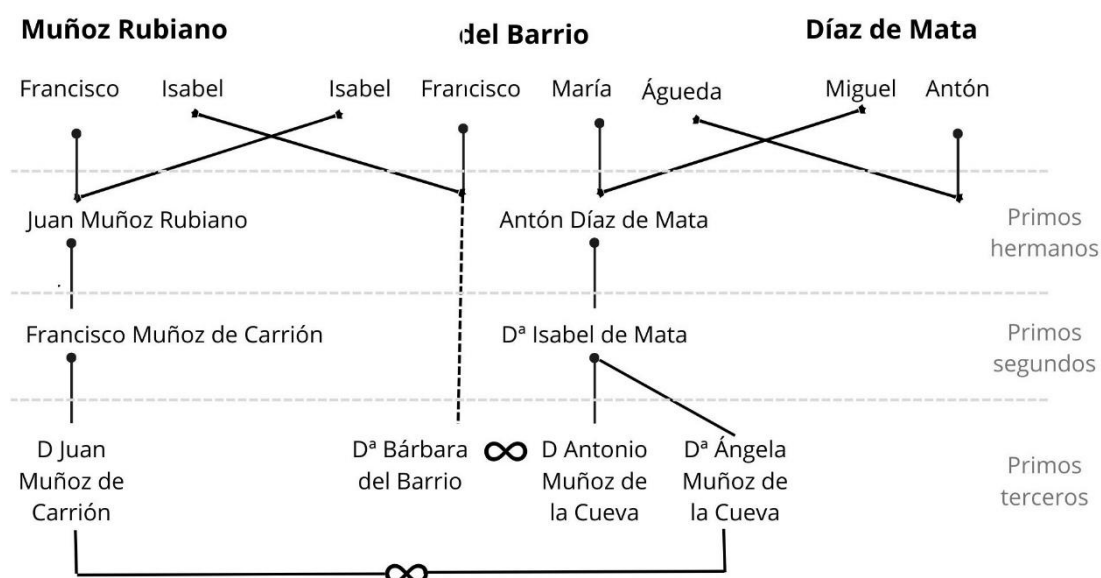 Muñoz Rubiano
del Barrio
Díaz de Mata
Francisco
Isabel
Isabel
Francisco
María
Águeda
Miguel
Antón
Juan Muñoz Rubiano
Antón Díaz de Mata
Primos
hermanos
Francisco Muñoz de Carrión
Dª Isabel de Mata
Primos
segundos
D Juan
Muñoz de
Carrión
Dª Bárbara
del Barrio
D Antonio
Muñoz de
la Cueva
Dª Ángela
Muñoz de
la Cueva
Primos
terceros